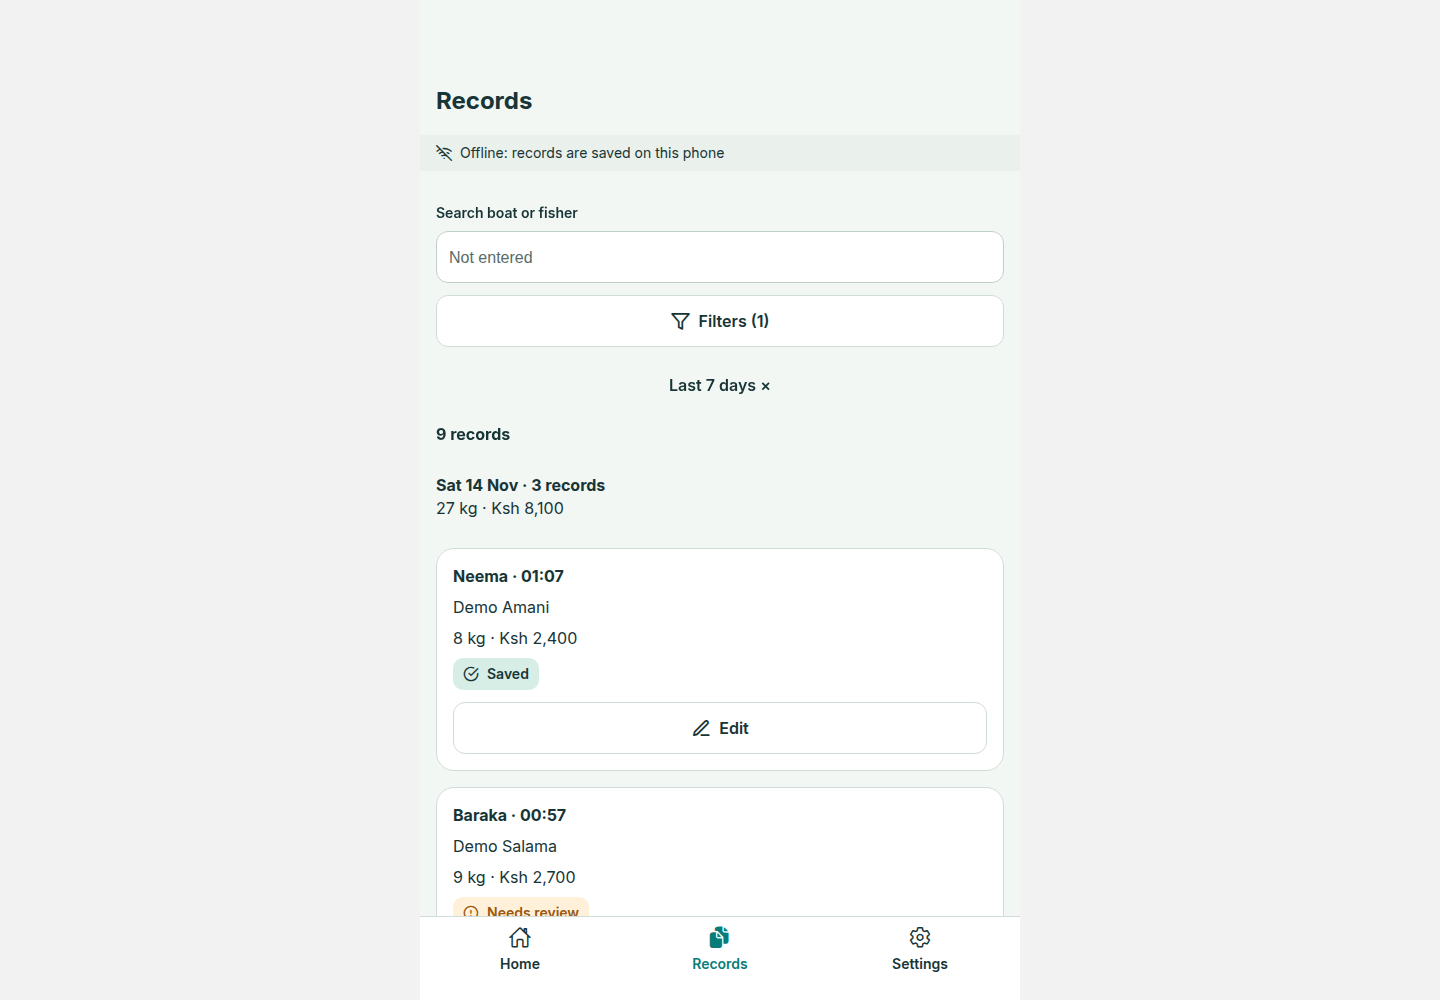 Records
Offline: records are saved on this phone
Search boat or fisher
Not entered
Filters (1)
Last 7 days ×
9 records
Sat 14 Nov · 3 records
27 kg · Ksh 8,100
Neema · 01:07
Demo Amani
8 kg · Ksh 2,400
Saved
Edit
Baraka · 00:57
Demo Salama
9 kg · Ksh 2,700
Needs review
Home
Records
Settings